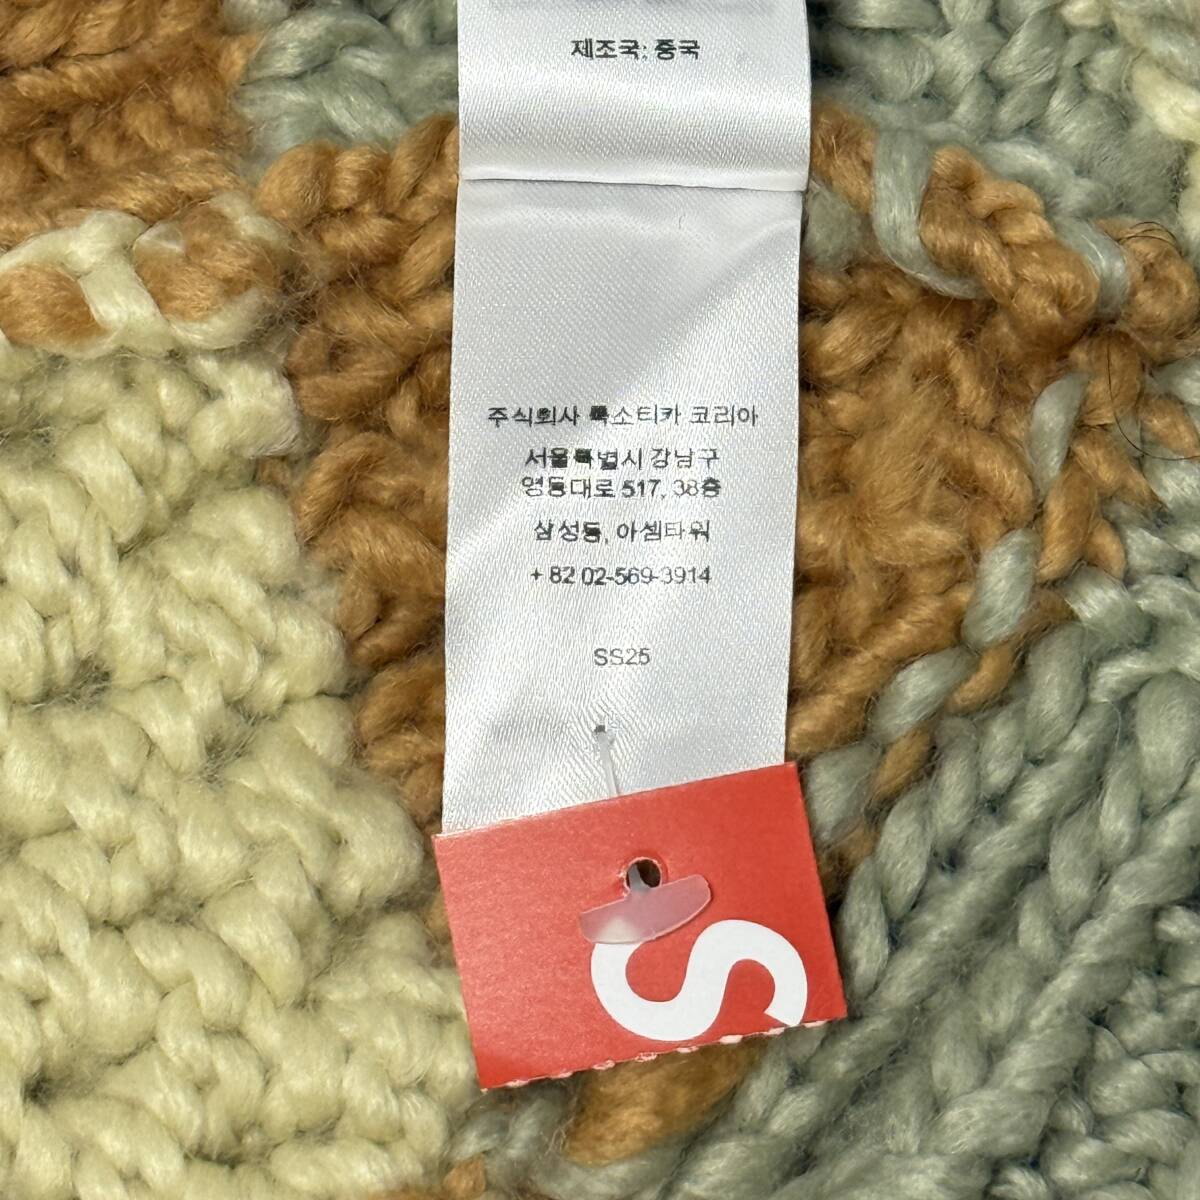 제조국: 중국
주식회사 룩소티카 코리아
서울특별시 강남구
영동대로 517, 38층
삼성동, 아셈타워
+ 82 02-569-3914
SS25
S